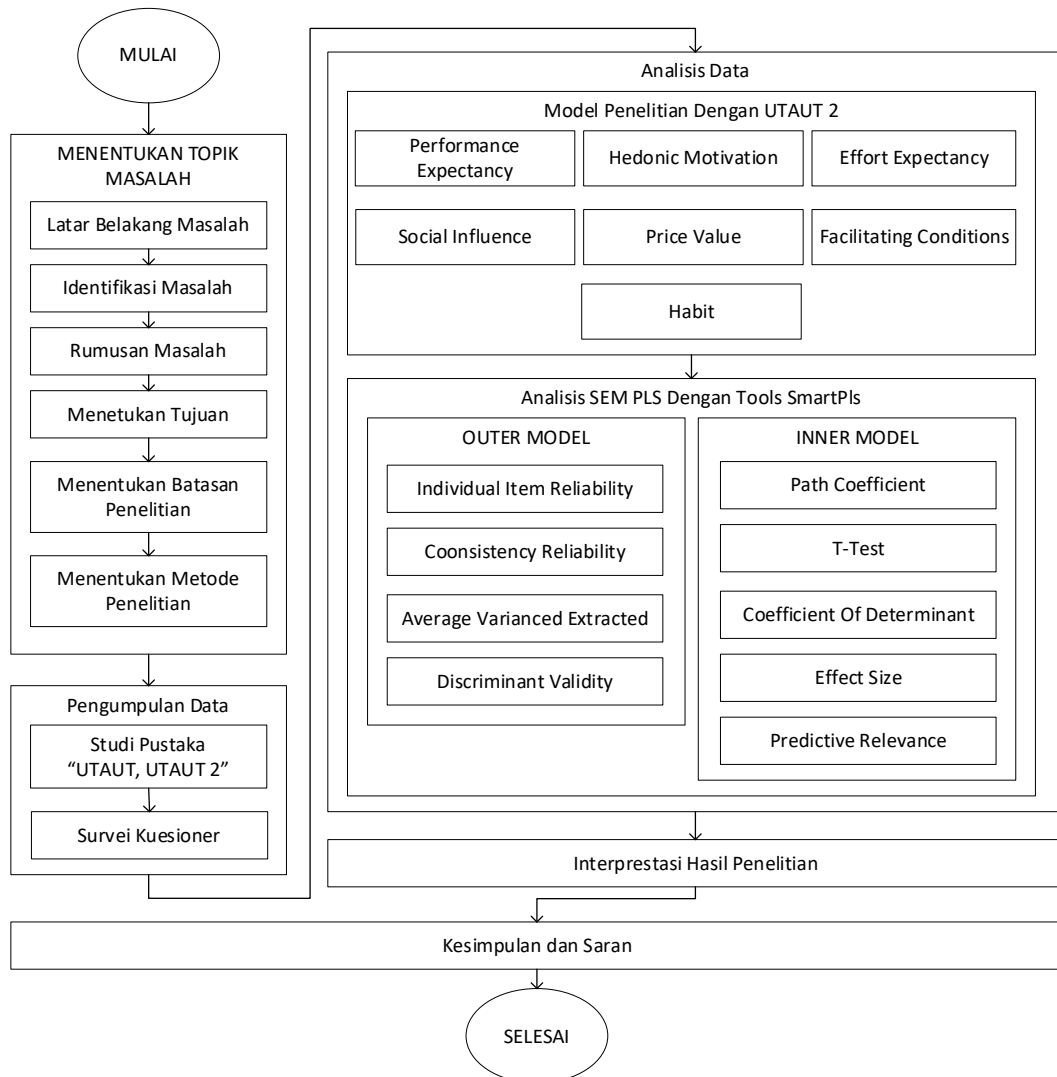 MULAI
MENENTUKAN TOPIK
MASALAH
Latar Belakang Masalah
Identifikasi Masalah
Rumusan Masalah
Menetukan Tujuan
Menentukan Batasan
Penelitian
Menentukan Metode
Penelitian
Pengumpulan Data
Studi Pustaka
“UTAUT, UTAUT 2”
Survei Kuesioner
Analisis Data
Model Penelitian Dengan UTAUT 2
Performance
Expectancy
Hedonic Motivation
Effort Expectancy
Social Influence
Price Value
Facilitating Conditions
Habit
Analisis SEM PLS Dengan Tools SmartPls
OUTER MODEL
Individual Item Reliability
Coonsistency Reliability
Average Varianced Extracted
Discriminant Validity
INNER MODEL
Path Coefficient
T-Test
Coefficient Of Determinant
Effect Size
Predictive Relevance
Interprestasi Hasil Penelitian
Kesimpulan dan Saran
SELESAI